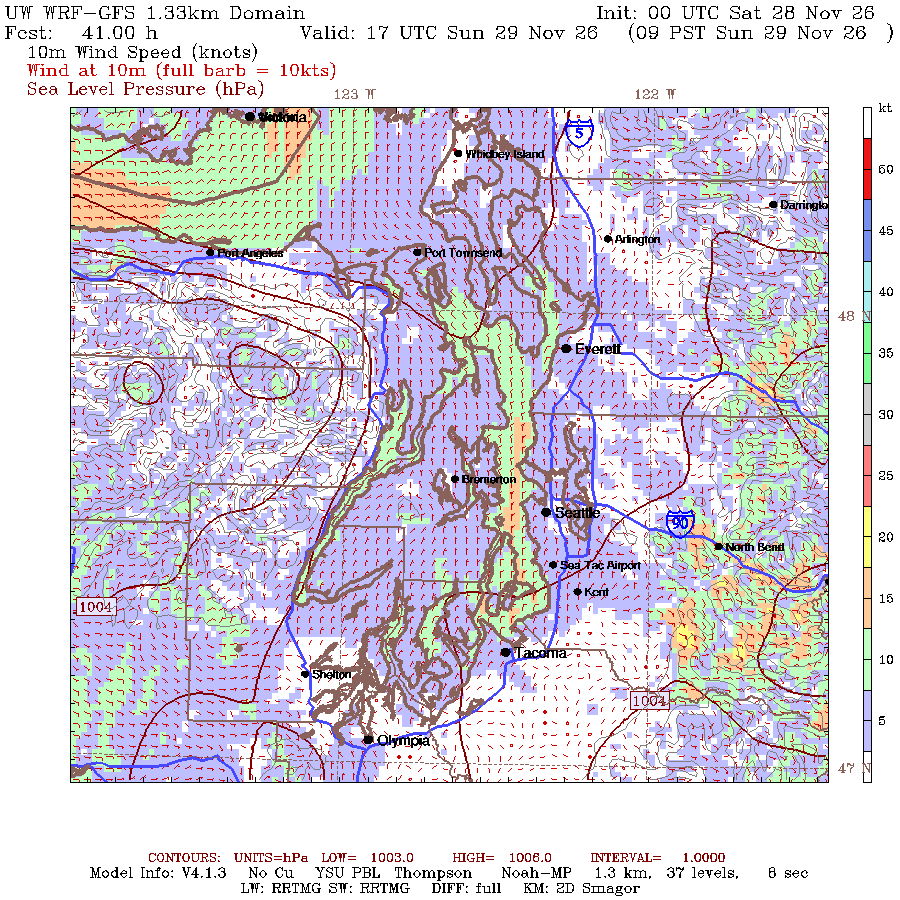 UW WRF-GFS 1.33km Domain Init: 00 UTC Sat 28 Nov 26
Fcst: 41.00 h Valid: 17 UTC Sun 29 Nov 26 (09 PST Sun 29 Nov 26 )
10m Wind Speed (knots)
Wind at 10m (full barb = 10kts)
Sea Level Pressure (hPa)
123 W 122 W
kt
Victoria
5
Whidbey Island
50
Darringto
45
Arlington
Port Angeles Port Townsend
40
48 N
Everett
35
30
Bremerton
25
Seattle
90
20
North Bend
Sea Tac Airport
Kent
1004
15
Tacoma
10
Shelton
1004
5
Olympia
47 N
CONTOURS: UNITS=hPa LOW= 1003.0 HIGH= 1006.0 INTERVAL= 1.0000
Model Info: V4.1.3 No Cu YSU PBL Thompson Noah-MP 1.3 km, 37 levels, 8 sec
LW: RRTMG SW: RRTMG DIFF: full KM: 2D Smagor